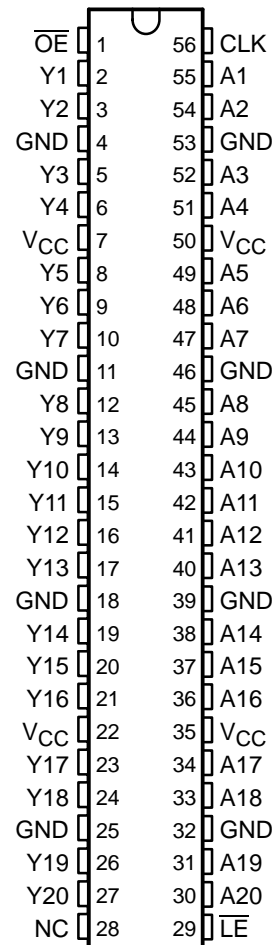 O̅E̅ 1 56 CLK
Y1 2 55 A1
Y2 3 54 A2
GND 4 53 GND
Y3 5 52 A3
Y4 6 51 A4
VCC 7 50 VCC
Y5 8 49 A5
Y6 9 48 A6
Y7 10 47 A7
GND 11 46 GND
Y8 12 45 A8
Y9 13 44 A9
Y10 14 43 A10
Y11 15 42 A11
Y12 16 41 A12
Y13 17 40 A13
GND 18 39 GND
Y14 19 38 A14
Y15 20 37 A15
Y16 21 36 A16
VCC 22 35 VCC
Y17 23 34 A17
Y18 24 33 A18
GND 25 32 GND
Y19 26 31 A19
Y20 27 30 A20
NC 28 29 L̅E̅